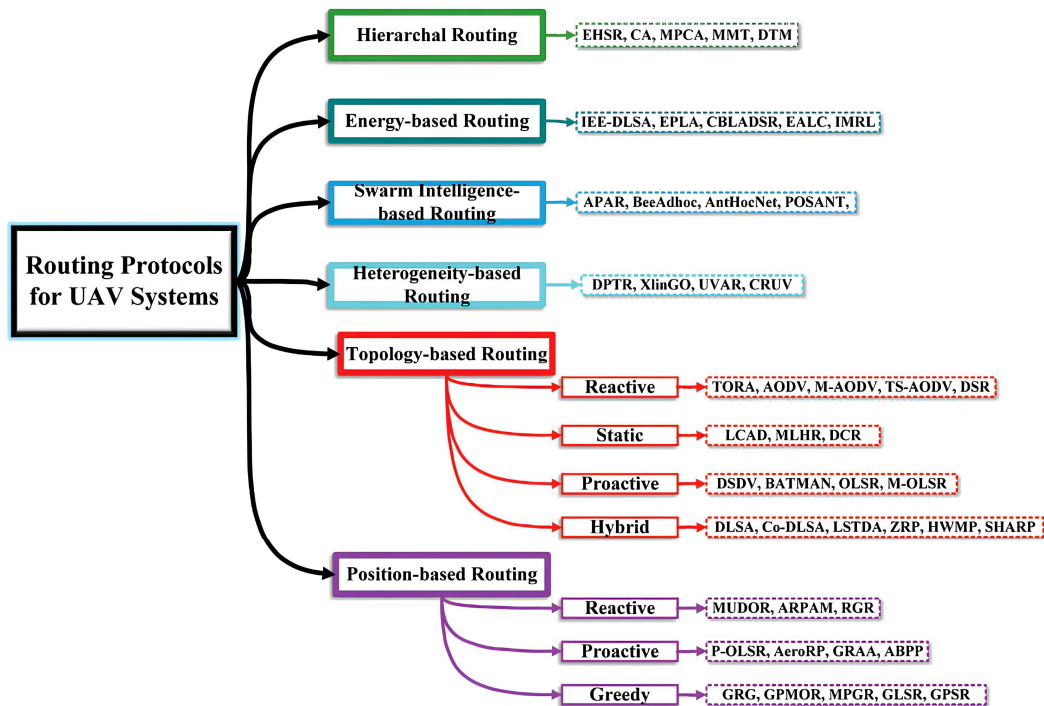 Hierarchal Routing
EHSR, CA, MPCA, MMT, DTM
Energy-based Routing
IEE-DLSA, EPLA, CBLADSR, EALC, IMRL
Swarm Intelligence-
based Routing
APAR, BeeAdhoc, AntHocNet, POSANT,
Routing Protocols
for UAV Systems
Heterogeneity-based
Routing
DPTR, XlinGO, UVAR, CRUV
Topology-based Routing
Reactive
TORA, AODV, M-AODV, TS-AODV, DSR
Static
LCAD, MLHR, DCR
Proactive
DSDV, BATMAN, OLSR, M-OLSR
Hybrid
DLSA, Co-DLSA, LSTDA, ZRP, HWMP, SHARP
Position-based Routing
Reactive
MUDOR, ARPAM, RGR
Proactive
P-OLSR, AeroRP, GRAA, ABPP
Greedy
GRG, GPMOR, MPGR, GLSR, GPSR